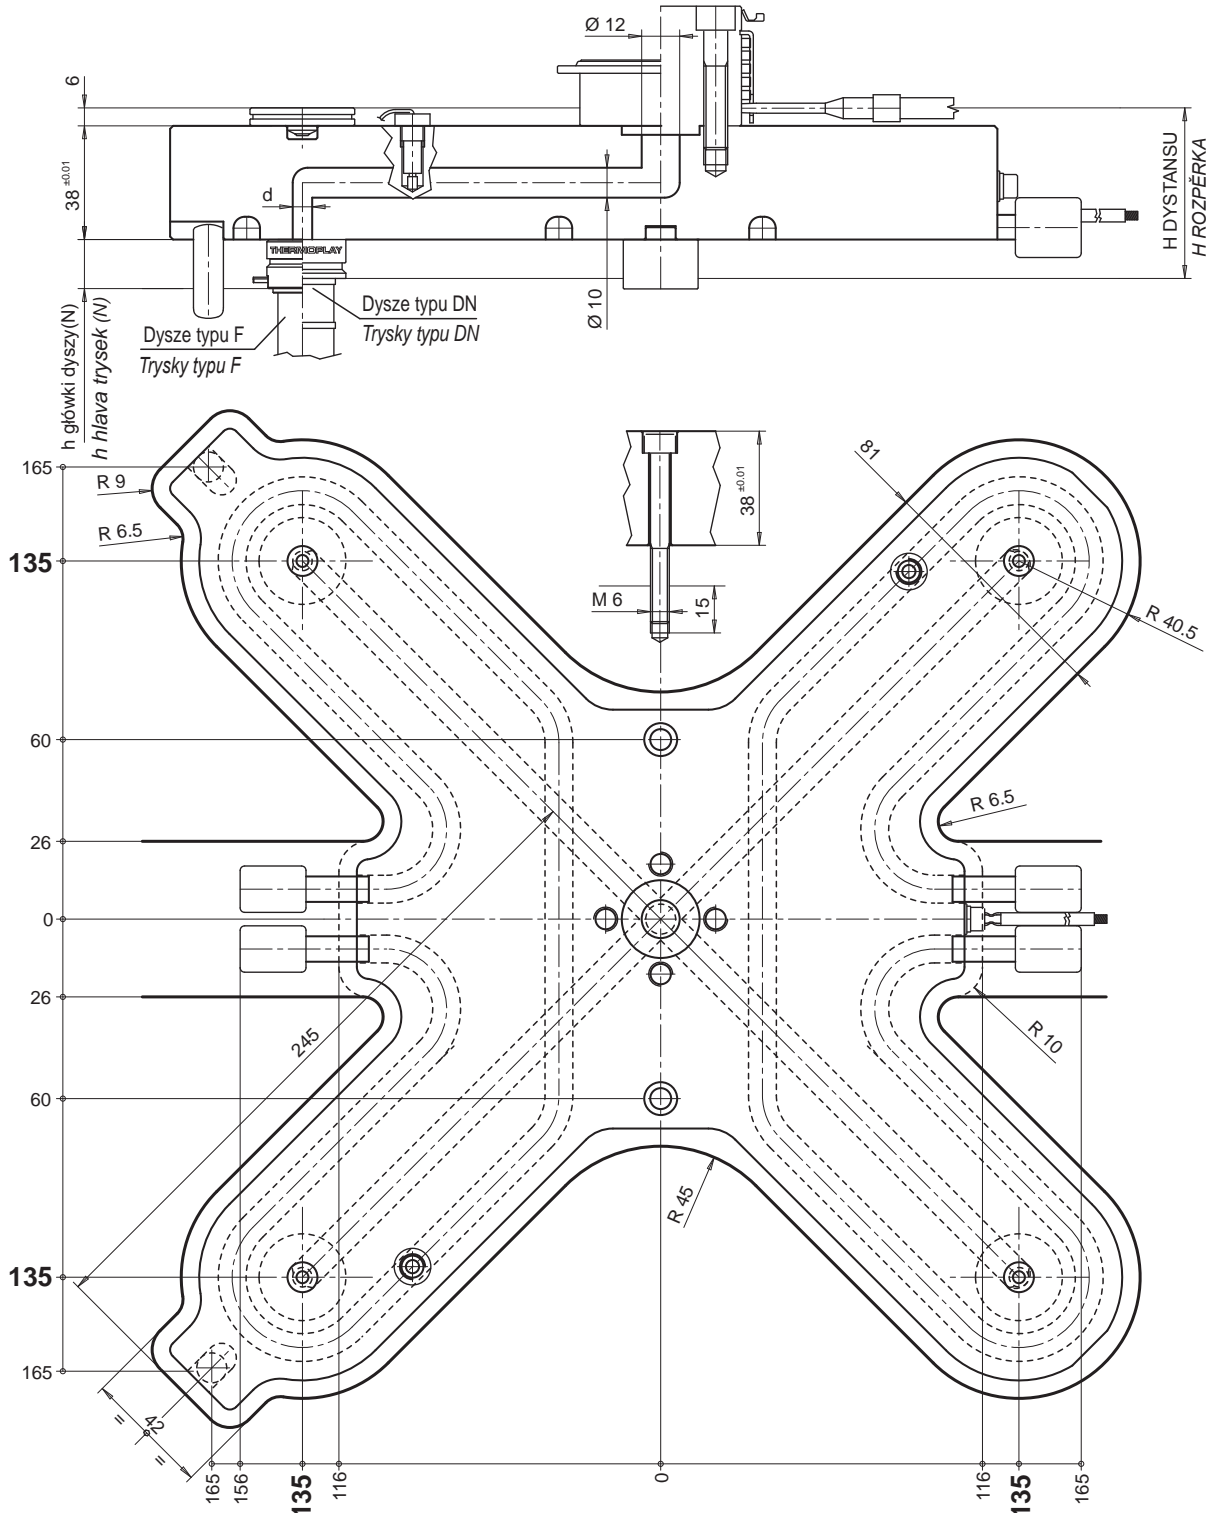 Ø 12
6
38 ±0.01
d
THERMOPLAY
H DYSTANSU
H ROZPĚRKA
Ø 10
Dysze typu DN
Trysky typu DN
Dysze typu F
Trysky typu F
h główki dyszy(N)
h hlava trysek (N)
165
R 9
R 6.5
135
81
38 ±0.01
M 6
15
R 40.5
60
R 6.5
26
0
26
245
R 10
60
R 45
135
165
42
=
=
165
156
135
116
0
116
135
165